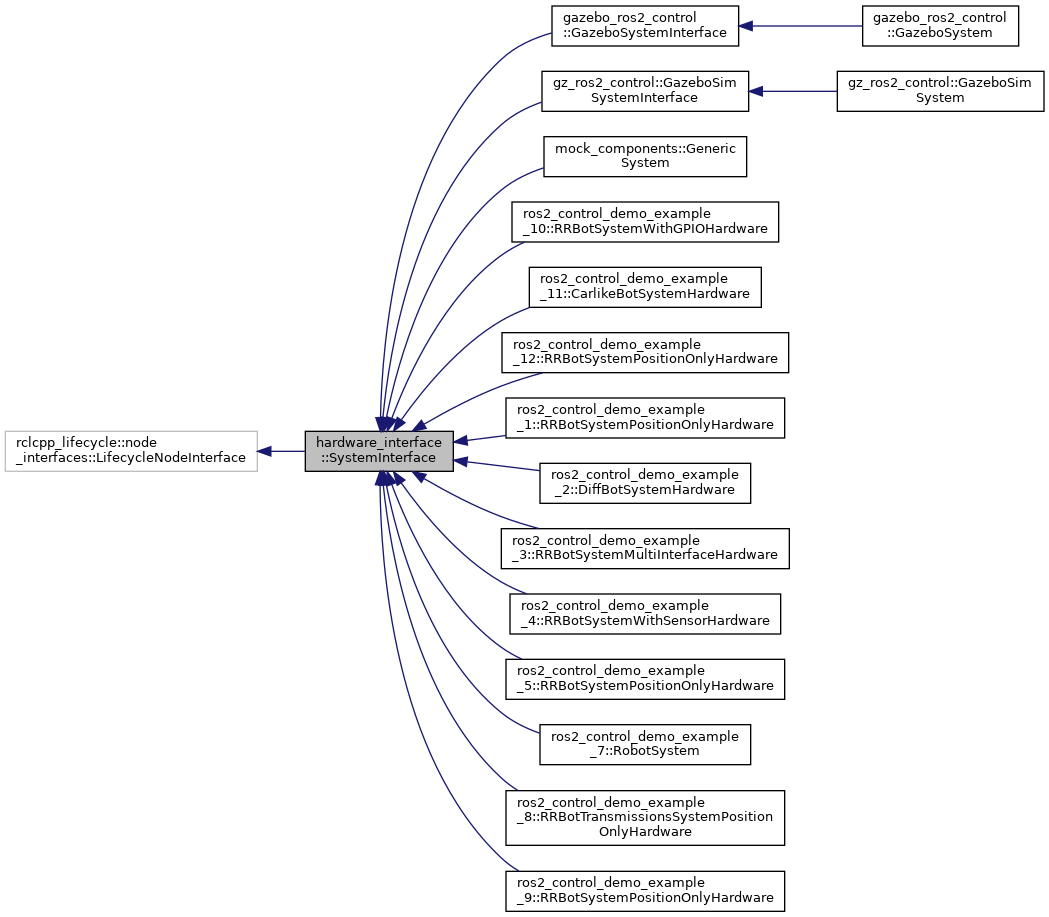 gazebo_ros2_control
::GazeboSystemInterface
gazebo_ros2_control
::GazeboSystem
gz_ros2_control::GazeboSim
SystemInterface
gz_ros2_control::GazeboSim
System
mock_components::Generic
System
ros2_control_demo_example
_10::RRBotSystemWithGPIOHardware
ros2_control_demo_example
_11::CarlikeBotSystemHardware
ros2_control_demo_example
_12::RRBotSystemPositionOnlyHardware
ros2_control_demo_example
_1::RRBotSystemPositionOnlyHardware
rclcpp_lifecycle::node
_interfaces::LifecycleNodeInterface
hardware_interface
::SystemInterface
ros2_control_demo_example
_2::DiffBotSystemHardware
ros2_control_demo_example
_3::RRBotSystemMultiInterfaceHardware
ros2_control_demo_example
_4::RRBotSystemWithSensorHardware
ros2_control_demo_example
_5::RRBotSystemPositionOnlyHardware
ros2_control_demo_example
_7::RobotSystem
ros2_control_demo_example
_8::RRBotTransmissionsSystemPosition
OnlyHardware
ros2_control_demo_example
_9::RRBotSystemPositionOnlyHardware